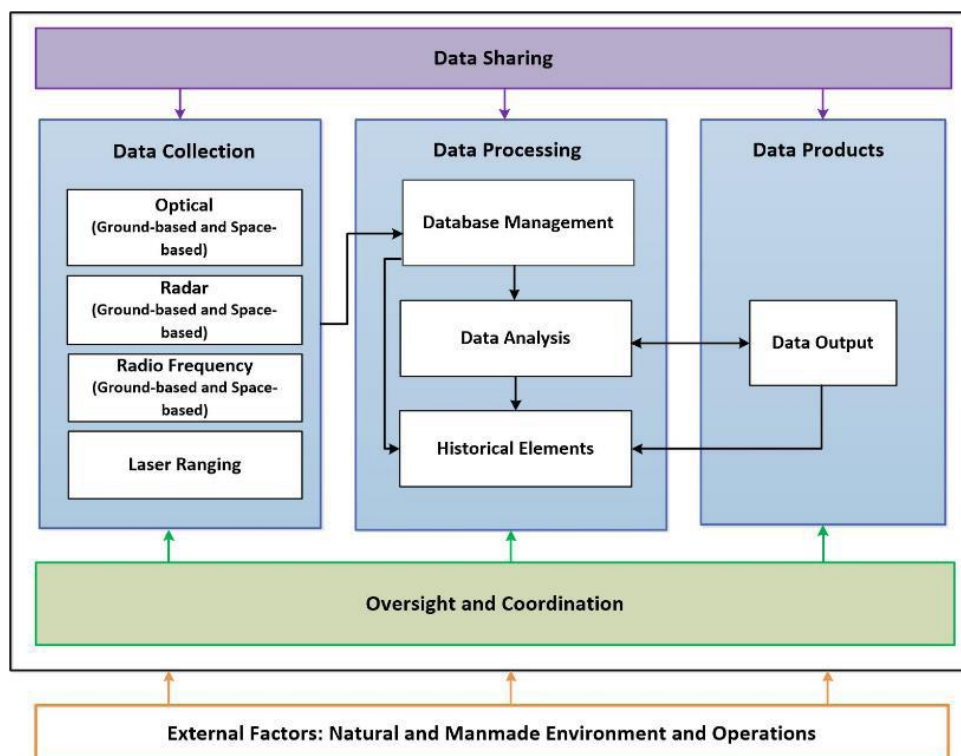 Data Sharing
Data Collection
Optical
(Ground-based and Space-
based)
Radar
(Ground-based and Space-
based)
Radio Frequency
(Ground-based and Space-
based)
Laser Ranging
Data Processing
Database Management
Data Analysis
Historical Elements
Data Products
Data Output
Oversight and Coordination
External Factors: Natural and Manmade Environment and Operations